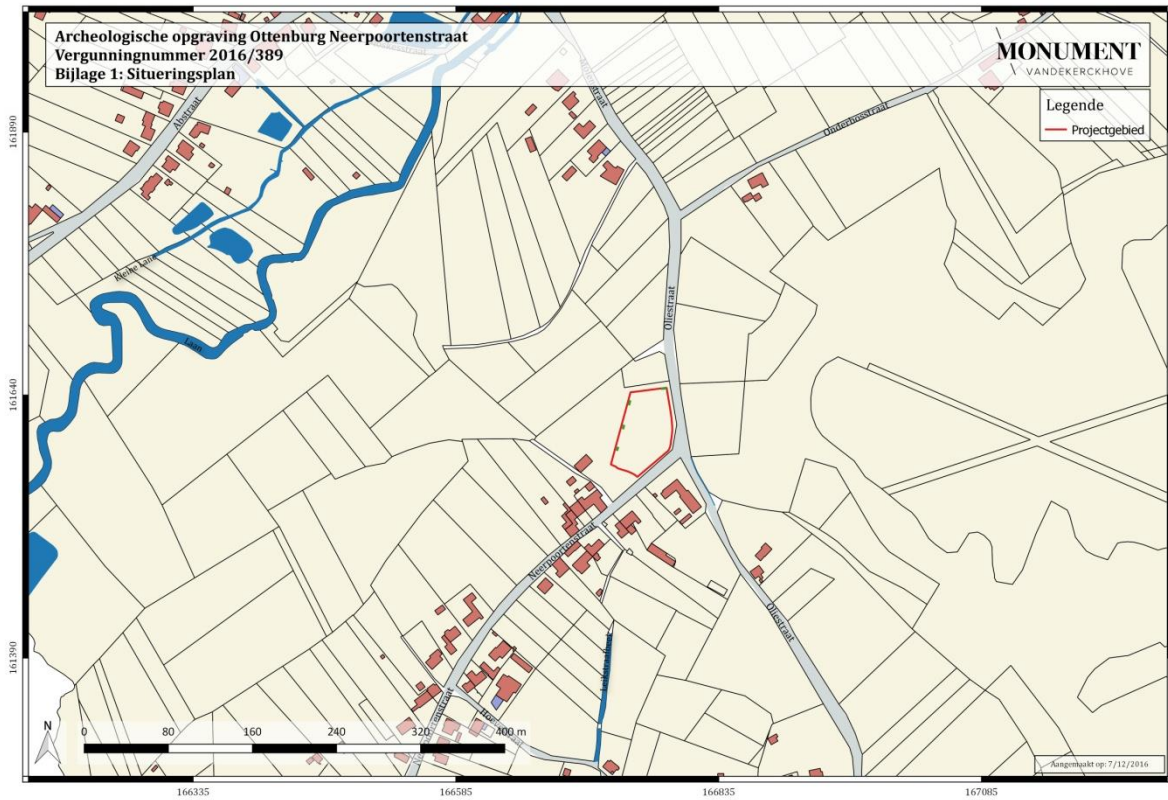 Archeologische opgraving Ottenburg Neerpoortenstraat
Vergunningnummer 2016/389
Bijlage 1: Situeringsplan
MONUMENT
VANDEKERCKHOVE
Legende
Projectgebied
161890
161640
161390
Abstraat
Ouderbosstraat
Kleine Laan
Laan
Oliestraat
Neerpoortenstraat
Oliestraat
N
0 80 160 240 320 400 m
Aangemaakt op: 7/12/2016
166335 166585 166835 167085